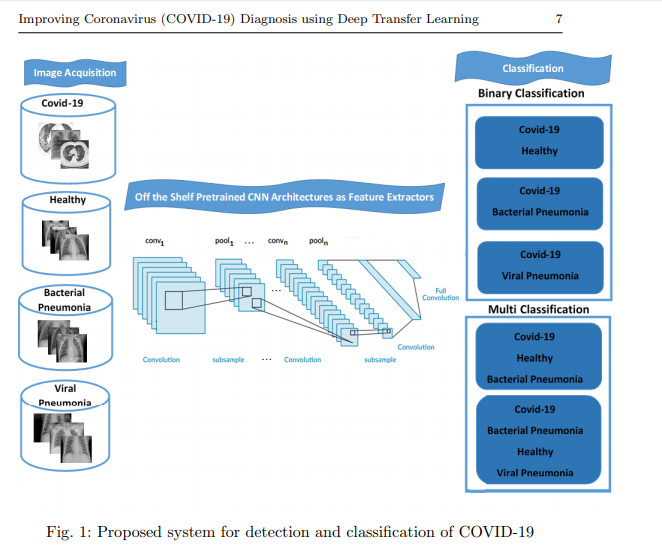 Improving Coronavirus (COVID-19) Diagnosis using Deep Transfer Learning 7
Image Acquisition
Covid-19
Healthy
Bacterial
Pneumonia
Viral
Pneumonia
Off the Shelf Pretrained CNN Architectures as Feature Extractors
conv1 pool1 ... convn pooln
...
Full
Convolution
Convolution
Convolution subsample ... Convolution subsample
Classification
Binary Classification
Covid-19
Healthy
Covid-19
Bacterial Pneumonia
Covid-19
Viral Pneumonia
Multi Classification
Covid-19
Healthy
Bacterial Pneumonia
Covid-19
Bacterial Pneumonia
Healthy
Viral Pneumonia
Fig. 1: Proposed system for detection and classification of COVID-19